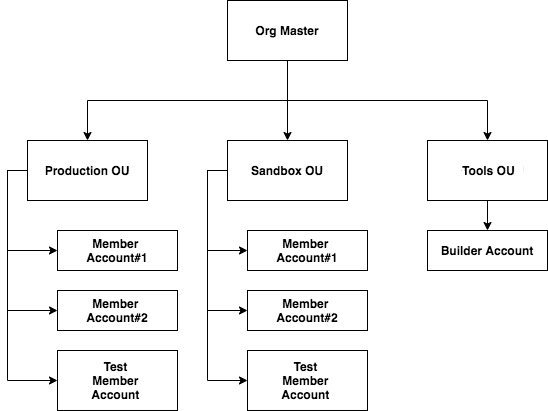 Org Master
Production OU
Sandbox OU
Tools OU
Member
Account#1
Member
Account#1
Builder Account
Member
Account#2
Member
Account#2
Test
Member
Account
Test
Member
Account